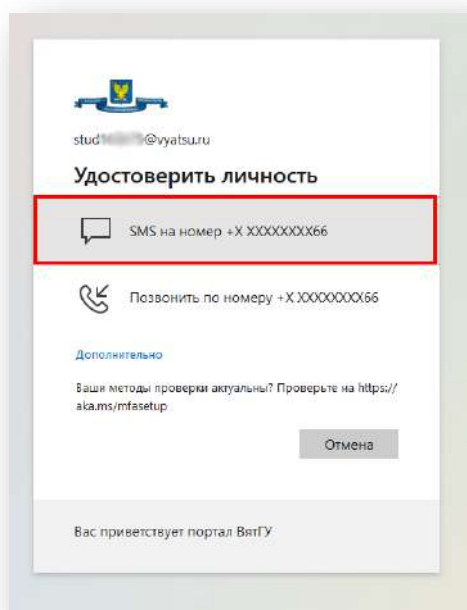 stud @vyatsu.ru
Удостоверить личность
SMS на номер +X XXXXXXXX66
Позвонить по номеру +X XXXXXXXX66
Дополнительно
Ваши методы проверки актуальны? Проверьте на https://
aka.ms/mfasetup
Отмена
Вас приветствует портал ВятГУ